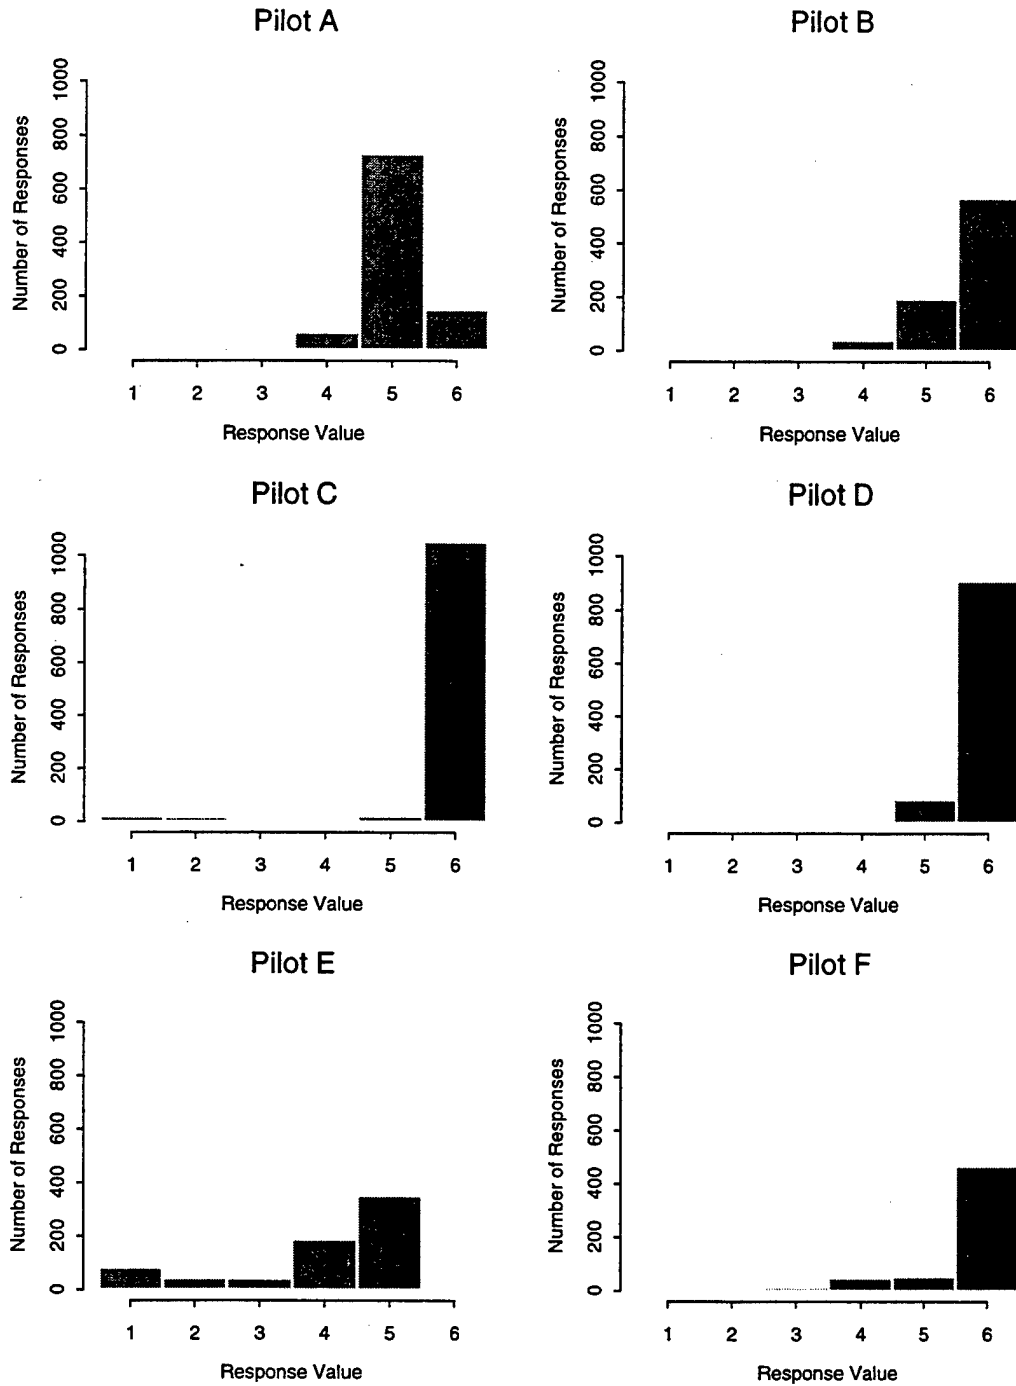 Pilot A
Number of Responses
0 200 400 600 800 1000
1 2 3 4 5 6
Response Value
Pilot B
Number of Responses
0 200 400 600 800 1000
1 2 3 4 5 6
Response Value
Pilot C
Number of Responses
0 200 400 600 800 1000
1 2 3 4 5 6
Response Value
Pilot D
Number of Responses
0 200 400 600 800 1000
1 2 3 4 5 6
Response Value
Pilot E
Number of Responses
0 200 400 600 800 1000
1 2 3 4 5 6
Response Value
Pilot F
Number of Responses
0 200 400 600 800 1000
1 2 3 4 5 6
Response Value